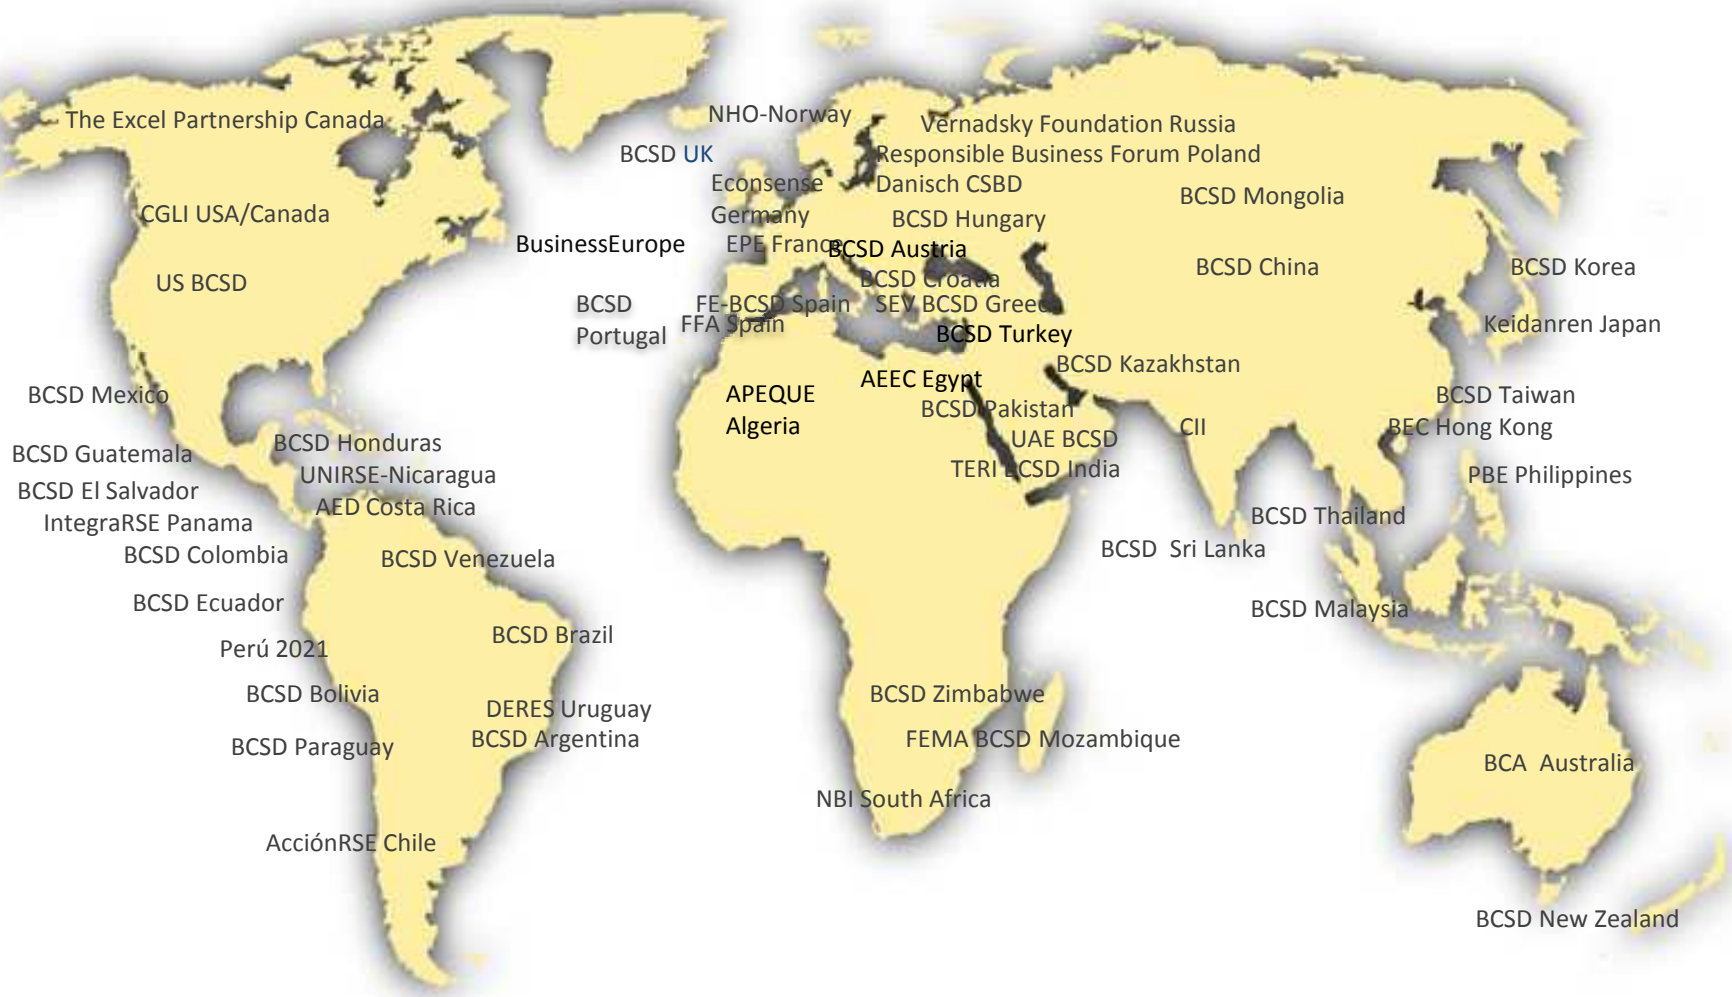 The Excel Partnership Canada
CGLI USA/Canada
US BCSD
BCSD Mexico
BCSD Guatemala
BCSD Honduras
UNIRSE-Nicaragua
BCSD El Salvador
AED Costa Rica
IntegraRSE Panama
BCSD Colombia
BCSD Venezuela
BCSD Ecuador
BCSD Brazil
Perú 2021
BCSD Bolivia
DERES Uruguay
BCSD Argentina
BCSD Paraguay
AcciónRSE Chile
NHO-Norway
BCSD UK
Econsense
Germany
BusinessEurope
EPE France
BCSD
Portugal
FE-BCSD Spain
FFA Spain
Vernadsky Foundation Russia
Responsible Business Forum Poland
Danisch CSBD
BCSD Hungary
BCSD Austria
BCSD Croatia
SEV BCSD Greece
BCSD Turkey
BCSD Kazakhstan
AEEC Egypt
APEQUE
Algeria
BCSD Pakistan
UAE BCSD
TERI BCSD India
CII
BCSD Mongolia
BCSD China
BCSD Korea
Keidanren Japan
BCSD Taiwan
BEC Hong Kong
PBE Philippines
BCSD Thailand
BCSD  Sri Lanka
BCSD Malaysia
BCSD Zimbabwe
FEMA BCSD Mozambique
NBI South Africa
BCA  Australia
BCSD New Zealand